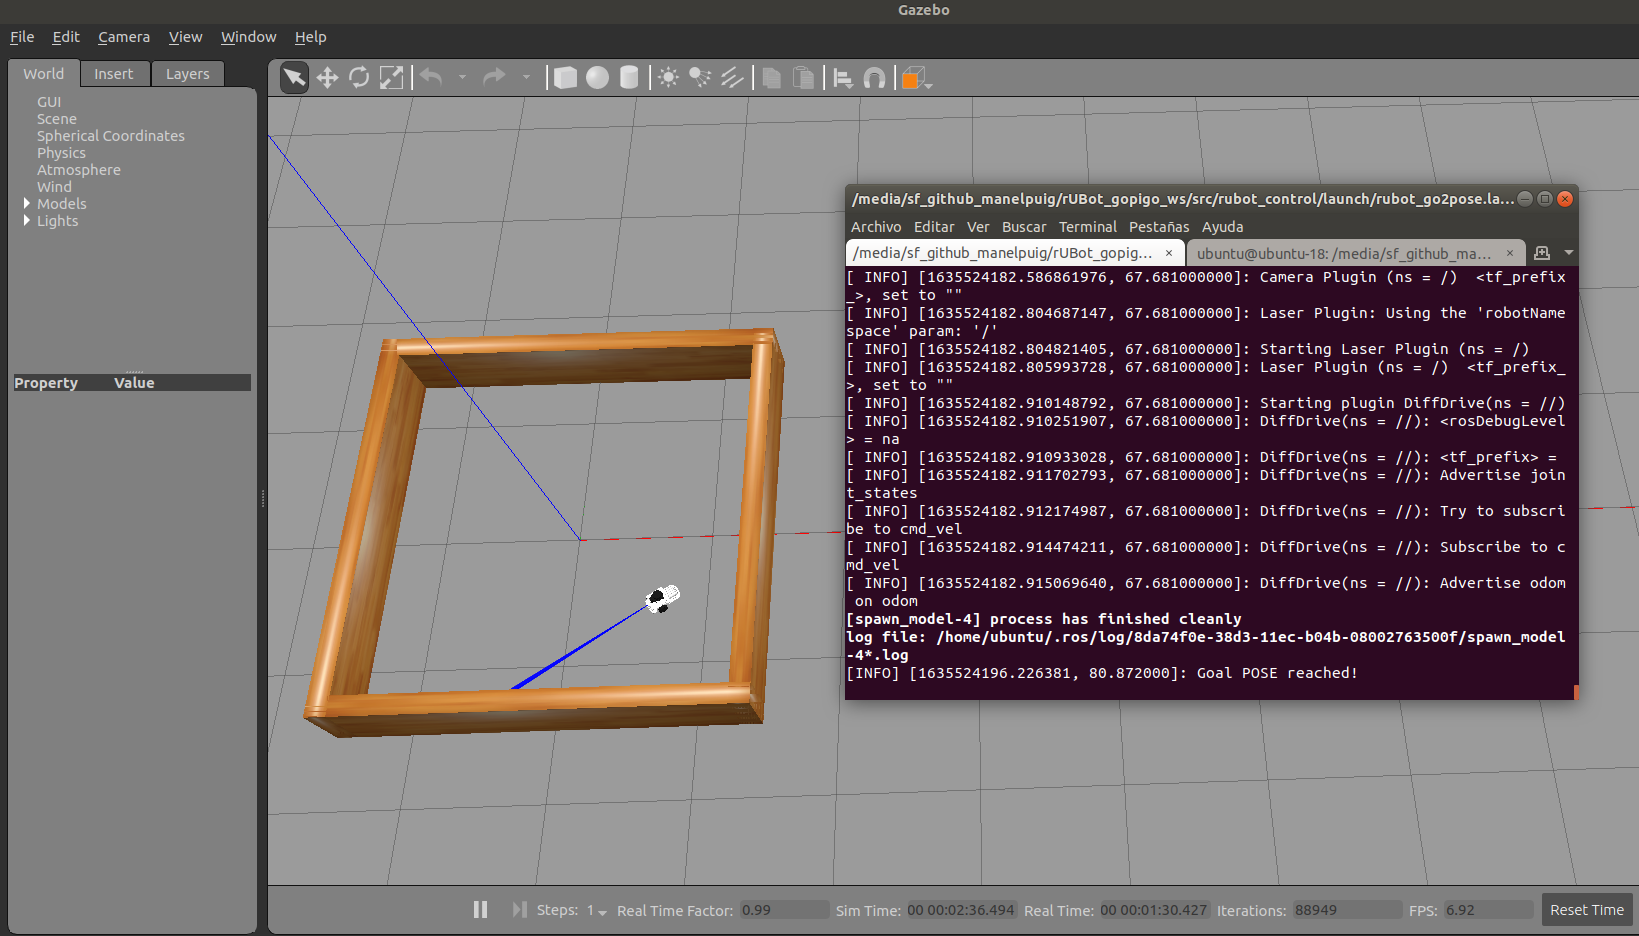 Gazebo
File Edit Camera View Window Help
World Insert Layers
GUI
Scene
Spherical Coordinates
Physics
Atmosphere
Wind
Models
Lights
Property Value
/media/sf_github_manelpuig/rUBot_gopigo_ws/src/rubot_control/launch/rubot_go2pose.la...
Archivo Editar Ver Buscar Terminal Pestañas Ayuda
/media/sf_github_manelpuig/rUBot_gopig... × ubuntu@ubuntu-18: /media/sf_github_ma... ×
[ INFO] [1635524182.586861976, 67.681000000]: Camera Plugin (ns = /)  <tf_prefix
_>, set to ""
[ INFO] [1635524182.804687147, 67.681000000]: Laser Plugin: Using the 'robotName
space' param: '/'
[ INFO] [1635524182.804821405, 67.681000000]: Starting Laser Plugin (ns = /)
[ INFO] [1635524182.805993728, 67.681000000]: Laser Plugin (ns = /)  <tf_prefix_
>, set to ""
[ INFO] [1635524182.910148792, 67.681000000]: Starting plugin DiffDrive(ns = //)
[ INFO] [1635524182.910251907, 67.681000000]: DiffDrive(ns = //): <rosDebugLevel
> = na
[ INFO] [1635524182.910933028, 67.681000000]: DiffDrive(ns = //): <tf_prefix> =
[ INFO] [1635524182.911702793, 67.681000000]: DiffDrive(ns = //): Advertise join
t_states
[ INFO] [1635524182.912174987, 67.681000000]: DiffDrive(ns = //): Try to subscri
be to cmd_vel
[ INFO] [1635524182.914474211, 67.681000000]: DiffDrive(ns = //): Subscribe to c
md_vel
[ INFO] [1635524182.915069640, 67.681000000]: DiffDrive(ns = //): Advertise odom
 on odom
[spawn_model-4] process has finished cleanly
log file: /home/ubuntu/.ros/log/8da74f0e-38d3-11ec-b04b-08002763500f/spawn_model
-4*.log
[INFO] [1635524196.226381, 80.872000]: Goal POSE reached!
Steps: 1 Real Time Factor: 0.99 Sim Time: 00 00:02:36.494 Real Time: 00 00:01:30.427 Iterations: 88949 FPS: 6.92 Reset Time